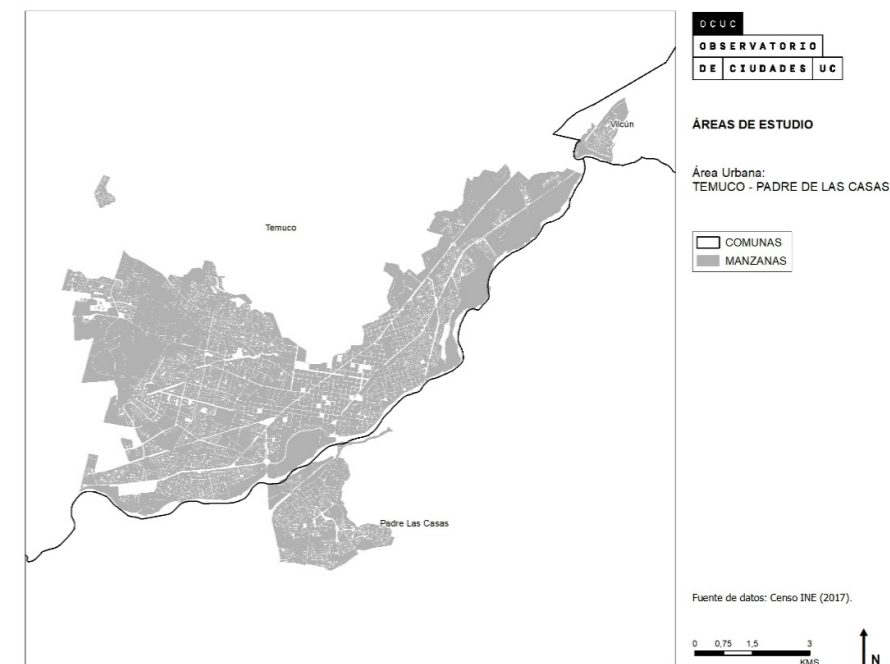 OCUC
OBSERVATORIO
DE CIUDADES UC
ÁREAS DE ESTUDIO
Área Urbana:
TEMUCO - PADRE DE LAS CASAS
COMUNAS
MANZANAS
Vilcún
Temuco
Padre Las Casas
Fuente de datos: Censo INE (2017).
0 0,75 1,5 3
KMS
N